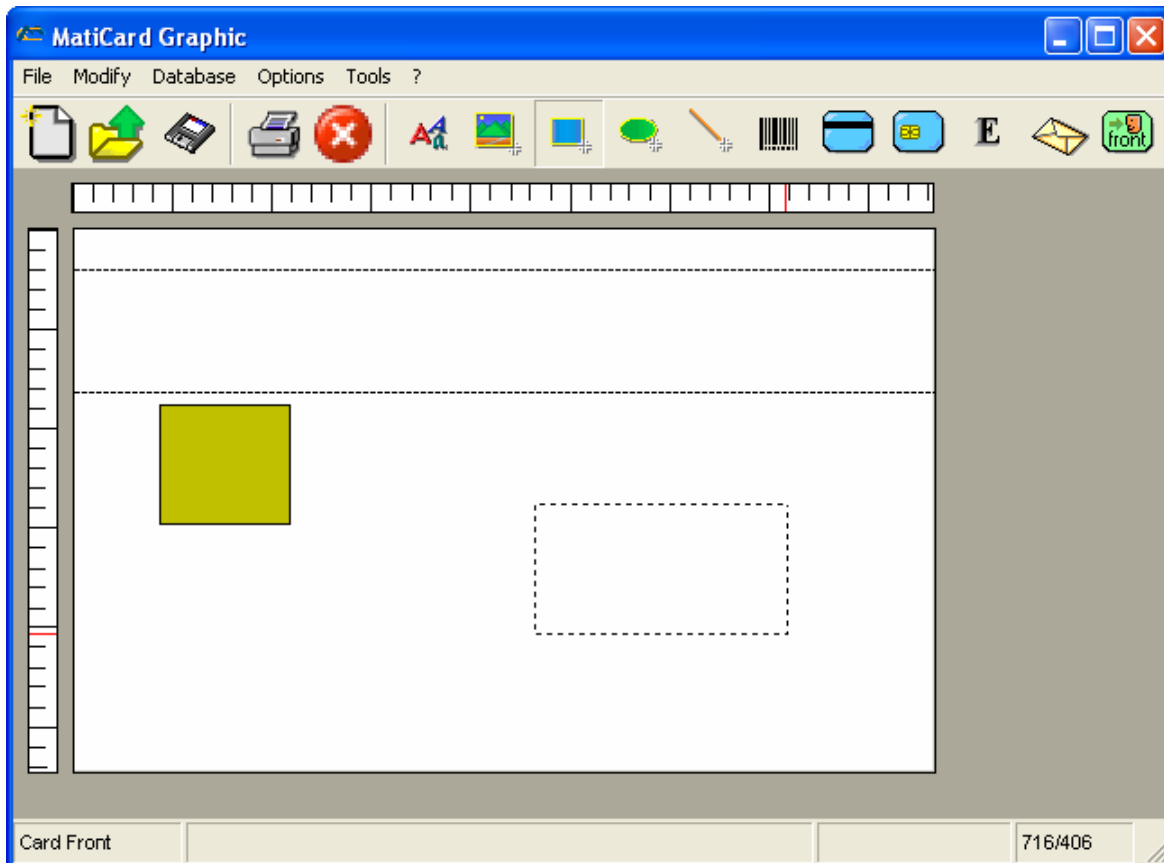 MatiCard Graphic
File Modify Database Options Tools ?
A A a E front
Card Front 716/406